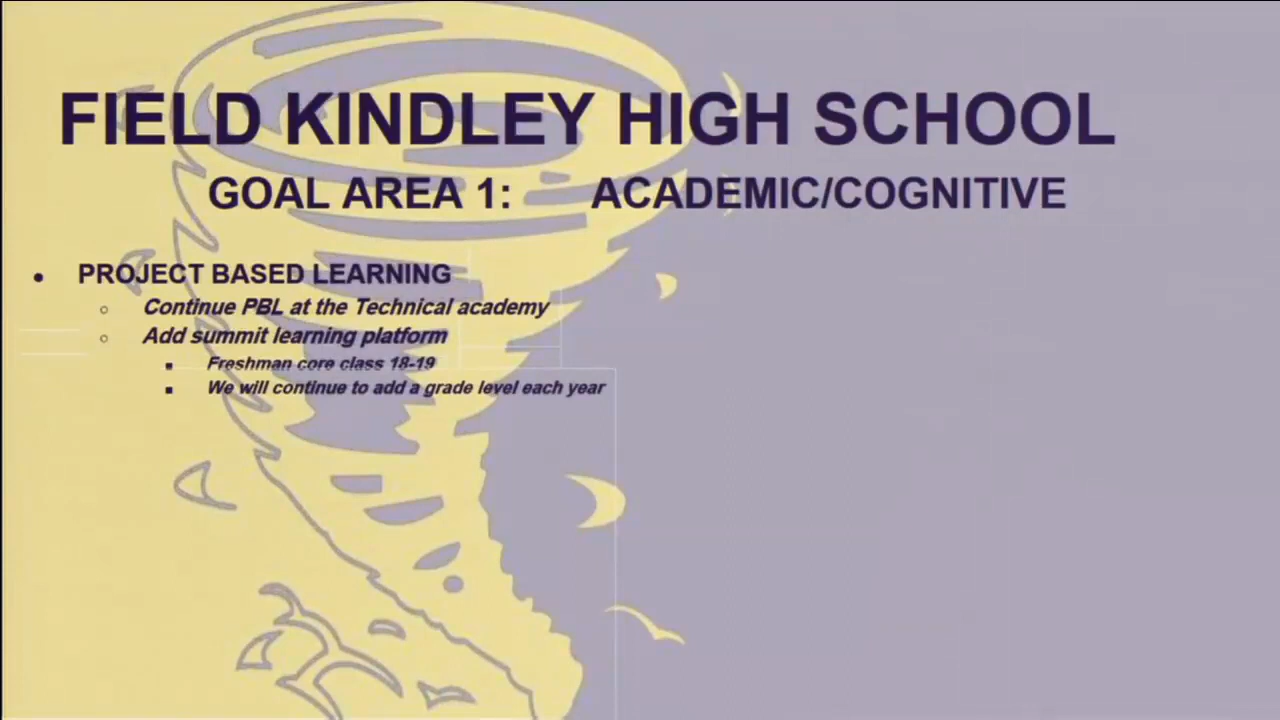 FIELD KINDLEY HIGH SCHOOL
GOAL AREA 1: ACADEMIC/COGNITIVE
• PROJECT BASED LEARNING
○ Continue PBL at the Technical academy
○ Add summit learning platform
■ Freshman core class 18-19
■ We will continue to add a grade level each year